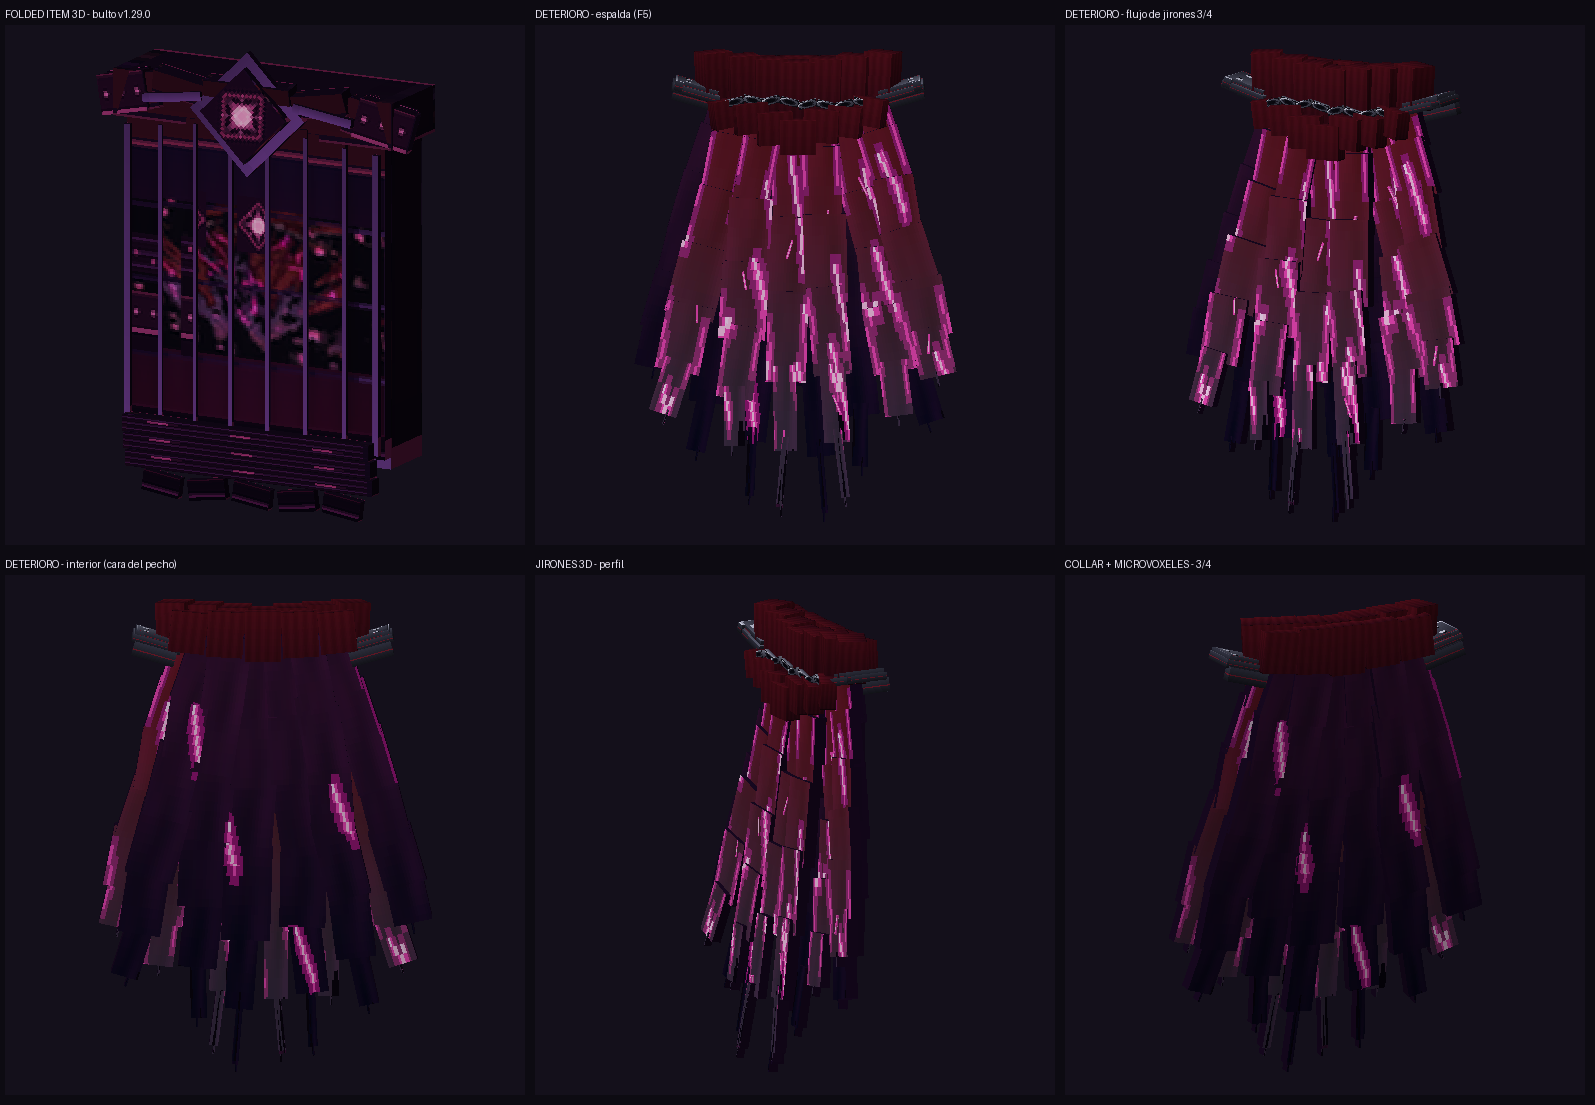 FOLDED ITEM 3D - bulto v1.29.0
DETERIORO - espalda (F5)
DETERIORO - flujo de jirones 3/4
DETERIORO - interior (cara del pecho)
JIRONES 3D - perfil
COLLAR + MICROVOXELES - 3/4